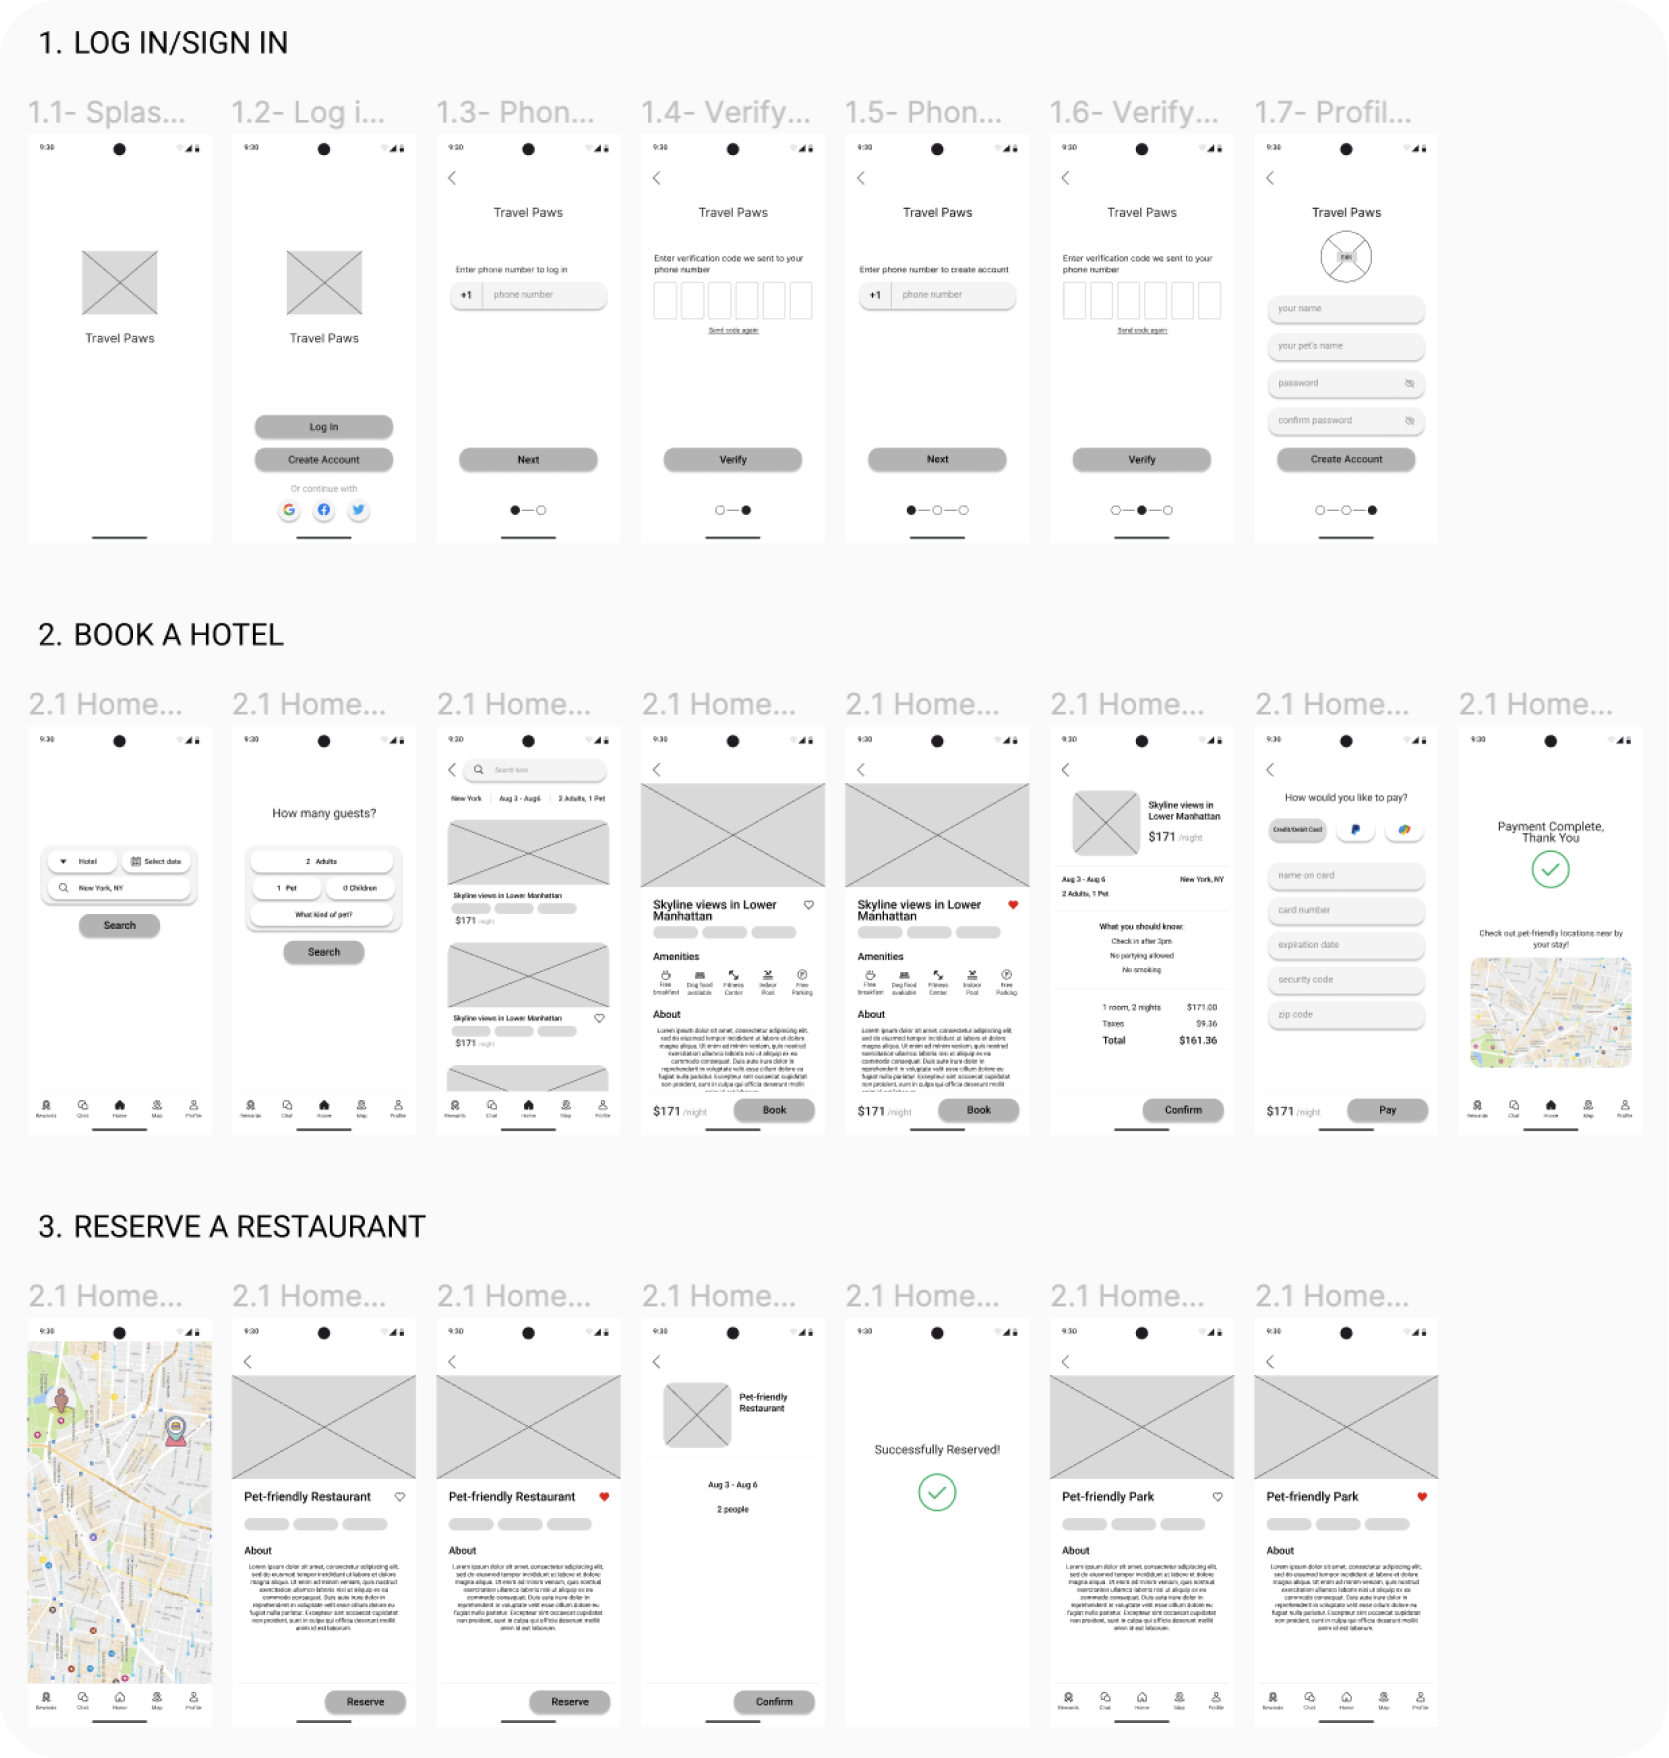 1. LOG IN/SIGN IN
1.1- Splas...
1.2- Log i...
1.3- Phon...
1.4- Verify...
1.5- Phon...
1.6- Verify...
1.7- Profil...
9:30
Travel Paws
9:30
Travel Paws
Log In
Create Account
Or continue with
9:30
Travel Paws
Enter phone number to log in
+1 phone number
Next
9:30
Travel Paws
Enter verification code we sent to your
phone number
Send code again
Verify
9:30
Travel Paws
Enter phone number to create account
+1 phone number
Next
9:30
Travel Paws
Enter verification code we sent to your
phone number
Send code again
Verify
9:30
Travel Paws
Edit
your name
your pet's name
password
confirm password
Create Account
2. BOOK A HOTEL
2.1 Home...
2.1 Home...
2.1 Home...
2.1 Home...
2.1 Home...
2.1 Home...
2.1 Home...
2.1 Home...
9:30
Hotel Select date
New York, NY
Search
Rewards Chat Home Map Profile
9:30
How many guests?
2 Adults
1 Pet 0 Children
What kind of pet?
Search
Rewards Chat Home Map Profile
9:30
Search here
New York Aug 3 - Aug6 2 Adults, 1 Pet
Skyline views in Lower Manhattan
$171 /night
Skyline views in Lower Manhattan
$171 /night
Rewards Chat Home Map Profile
9:30
Skyline views in Lower
Manhattan
Amenities
Free breakfast Dog food available Fitness Center Indoor Pool Free Parking
About
Lorem ipsum dolor sit amet, consectetur adipiscing elit,
sed do eiusmod tempor incididunt ut labore et dolore
magna aliqua. Ut enim ad minim veniam, quis nostrud
exercitation ullamco laboris nisi ut aliquip ex ea
commodo consequat. Duis aute irure dolor in
reprehenderit in voluptate velit esse cillum dolore eu
fugiat nulla pariatur. Excepteur sint occaecat cupidatat
non proident, sunt in culpa qui officia deserunt mollit
$171 /night Book
9:30
Skyline views in Lower
Manhattan
Amenities
Free breakfast Dog food available Fitness Center Indoor Pool Free Parking
About
Lorem ipsum dolor sit amet, consectetur adipiscing elit,
sed do eiusmod tempor incididunt ut labore et dolore
magna aliqua. Ut enim ad minim veniam, quis nostrud
exercitation ullamco laboris nisi ut aliquip ex ea
commodo consequat. Duis aute irure dolor in
reprehenderit in voluptate velit esse cillum dolore eu
fugiat nulla pariatur. Excepteur sint occaecat cupidatat
non proident, sunt in culpa qui officia deserunt mollit
$171 /night Book
9:30
Skyline views in
Lower Manhattan
$171 /night
Aug 3 - Aug 6 New York, NY
2 Adults, 1 Pet
What you should know:
Check in after 3pm
No partying allowed
No smoking
1 room, 2 nights $171.00
Taxes $9.36
Total $161.36
Confirm
9:30
How would you like to pay?
Credit/Debit Card
name on card
card number
expiration date
security code
zip code
$171 /night Pay
9:30
Payment Complete,
Thank You
Check out pet-friendly locations near by
your stay!
Rewards Chat Home Map Profile
3. RESERVE A RESTAURANT
2.1 Home...
2.1 Home...
2.1 Home...
2.1 Home...
2.1 Home...
2.1 Home...
2.1 Home...
9:30
Rewards Chat Home Map Profile
9:30
Pet-friendly Restaurant
About
Lorem ipsum dolor sit amet, consectetur adipiscing elit,
sed do eiusmod tempor incididunt ut labore et dolore
magna aliqua. Ut enim ad minim veniam, quis nostrud
exercitation ullamco laboris nisi ut aliquip ex ea
commodo consequat. Duis aute irure dolor in
reprehenderit in voluptate velit esse cillum dolore eu
fugiat nulla pariatur. Excepteur sint occaecat cupidatat
non proident, sunt in culpa qui officia deserunt mollit
anim id est laborum.
Reserve
9:30
Pet-friendly Restaurant
About
Lorem ipsum dolor sit amet, consectetur adipiscing elit,
sed do eiusmod tempor incididunt ut labore et dolore
magna aliqua. Ut enim ad minim veniam, quis nostrud
exercitation ullamco laboris nisi ut aliquip ex ea
commodo consequat. Duis aute irure dolor in
reprehenderit in voluptate velit esse cillum dolore eu
fugiat nulla pariatur. Excepteur sint occaecat cupidatat
non proident, sunt in culpa qui officia deserunt mollit
anim id est laborum.
Reserve
9:30
Pet-friendly
Restaurant
Aug 3 - Aug 6
2 people
Confirm
9:30
Successfully Reserved!
9:30
Pet-friendly Park
About
Lorem ipsum dolor sit amet, consectetur adipiscing elit,
sed do eiusmod tempor incididunt ut labore et dolore
magna aliqua. Ut enim ad minim veniam, quis nostrud
exercitation ullamco laboris nisi ut aliquip ex ea
commodo consequat. Duis aute irure dolor in
reprehenderit in voluptate velit esse cillum dolore eu
fugiat nulla pariatur. Excepteur sint occaecat cupidatat
non proident, sunt in culpa qui officia deserunt mollit
anim id est laborum.
Rewards Chat Home Map Profile
9:30
Pet-friendly Park
About
Lorem ipsum dolor sit amet, consectetur adipiscing elit,
sed do eiusmod tempor incididunt ut labore et dolore
magna aliqua. Ut enim ad minim veniam, quis nostrud
exercitation ullamco laboris nisi ut aliquip ex ea
commodo consequat. Duis aute irure dolor in
reprehenderit in voluptate velit esse cillum dolore eu
fugiat nulla pariatur. Excepteur sint occaecat cupidatat
non proident, sunt in culpa qui officia deserunt mollit
anim id est laborum.
Rewards Chat Home Map Profile